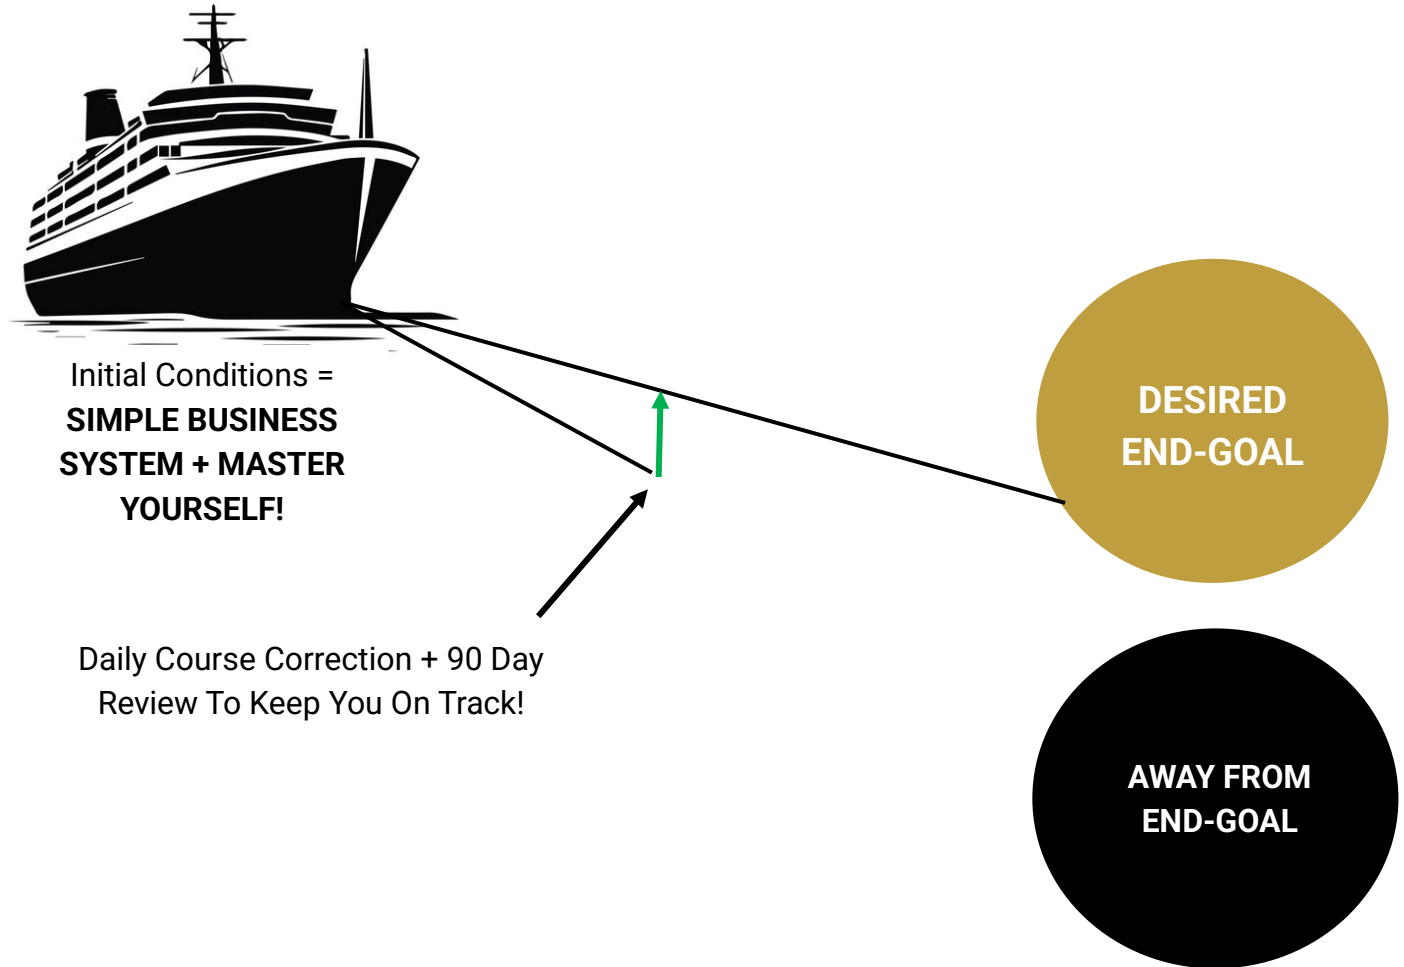 Initial Conditions =
SIMPLE BUSINESS
SYSTEM + MASTER
YOURSELF!
DESIRED
END-GOAL
Daily Course Correction + 90 Day
Review To Keep You On Track!
AWAY FROM
END-GOAL